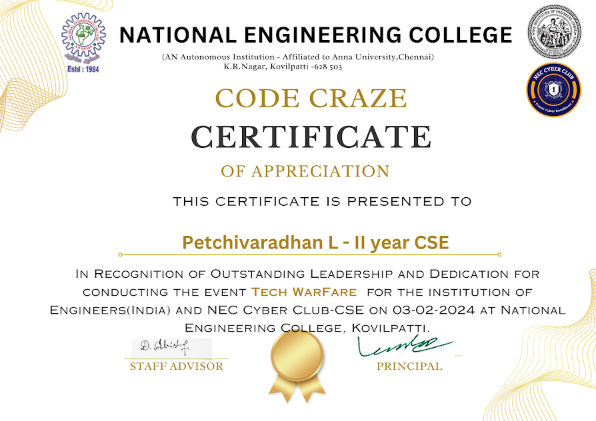 NATIONAL ENGINEERING COLLEGE
(AN Autonomous Institution - Affiliated to Anna University,Chennai)
K.R.Nagar, Kovilpatti -628 503
Estd : 1984
NEC CYBER CLUB
CODE CRAZE
CERTIFICATE
OF APPRECIATION
THIS CERTIFICATE IS PRESENTED TO
Petchivaradhan L - II year CSE
In Recognition of Outstanding Leadership and Dedication for
conducting the event Tech WarFare for the institution of
Engineers(India) and NEC Cyber Club-CSE on 03-02-2024 at National
Engineering College, Kovilpatti.
STAFF ADVISOR
PRINCIPAL